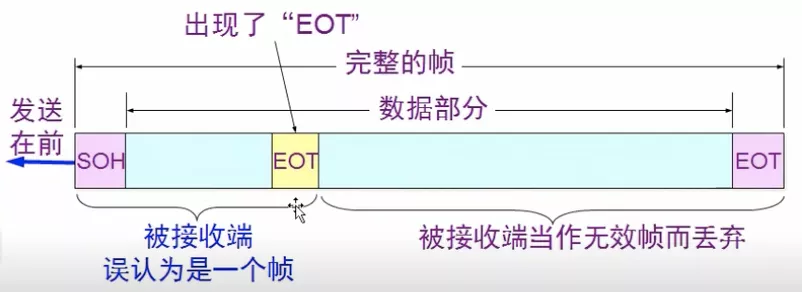 出现了“EOT”
完整的帧
发送
在前
数据部分
SOH
EOT
EOT
被接收端
误认为是一个帧
被接收端当作无效帧而丢弃